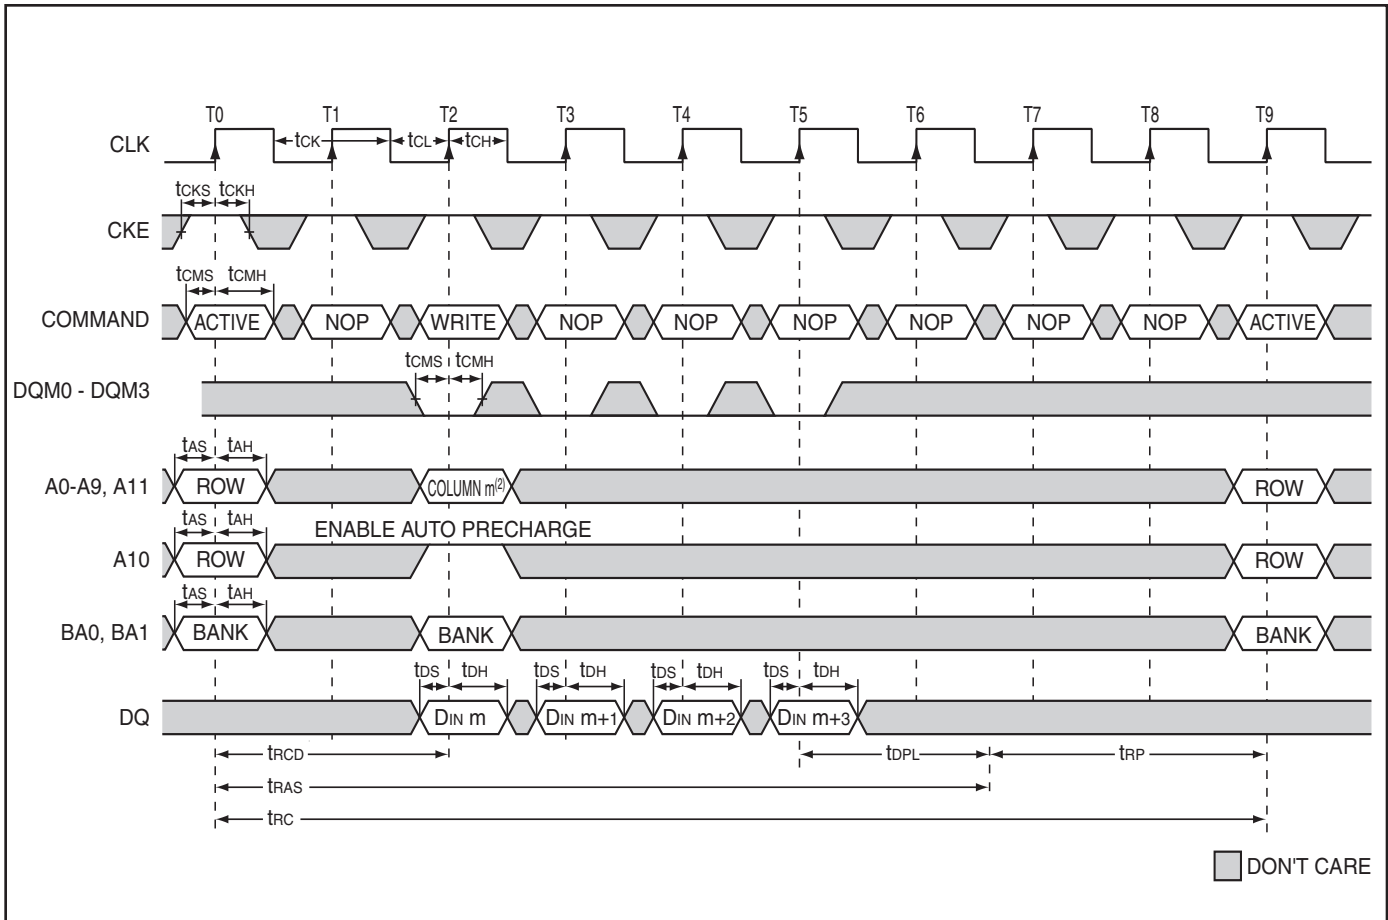 T0 T1 T2 T3 T4 T5 T6 T7 T8 T9
CLK tCK tCL tCH
tCKS tCKH
CKE
tCMS tCMH
COMMAND ACTIVE NOP WRITE NOP NOP NOP NOP NOP NOP ACTIVE
tCMS tCMH
DQM0 - DQM3
tAS tAH
A0-A9, A11 ROW COLUMN m(2) ROW
tAS tAH ENABLE AUTO PRECHARGE
A10 ROW ROW
tAS tAH
BA0, BA1 BANK BANK BANK
tDS tDH tDS tDH tDS tDH tDS tDH
DQ DIN m DIN m+1 DIN m+2 DIN m+3
tRCD tDPL tRP
tRAS
tRC
DON'T CARE